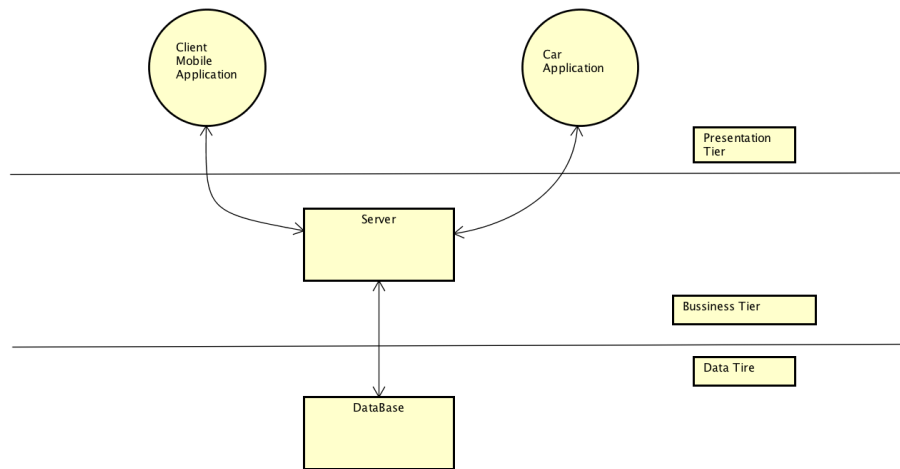 Client
Mobile
Application
Car
Application
Presentation
Tier
Server
Bussiness Tier
Data Tire
DataBase